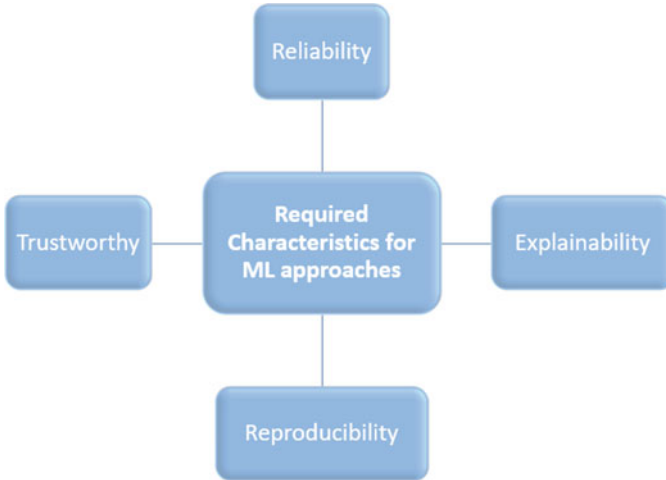 Reliability
Trustworthy
Required
Characteristics for
ML approaches
Explainability
Reproducibility